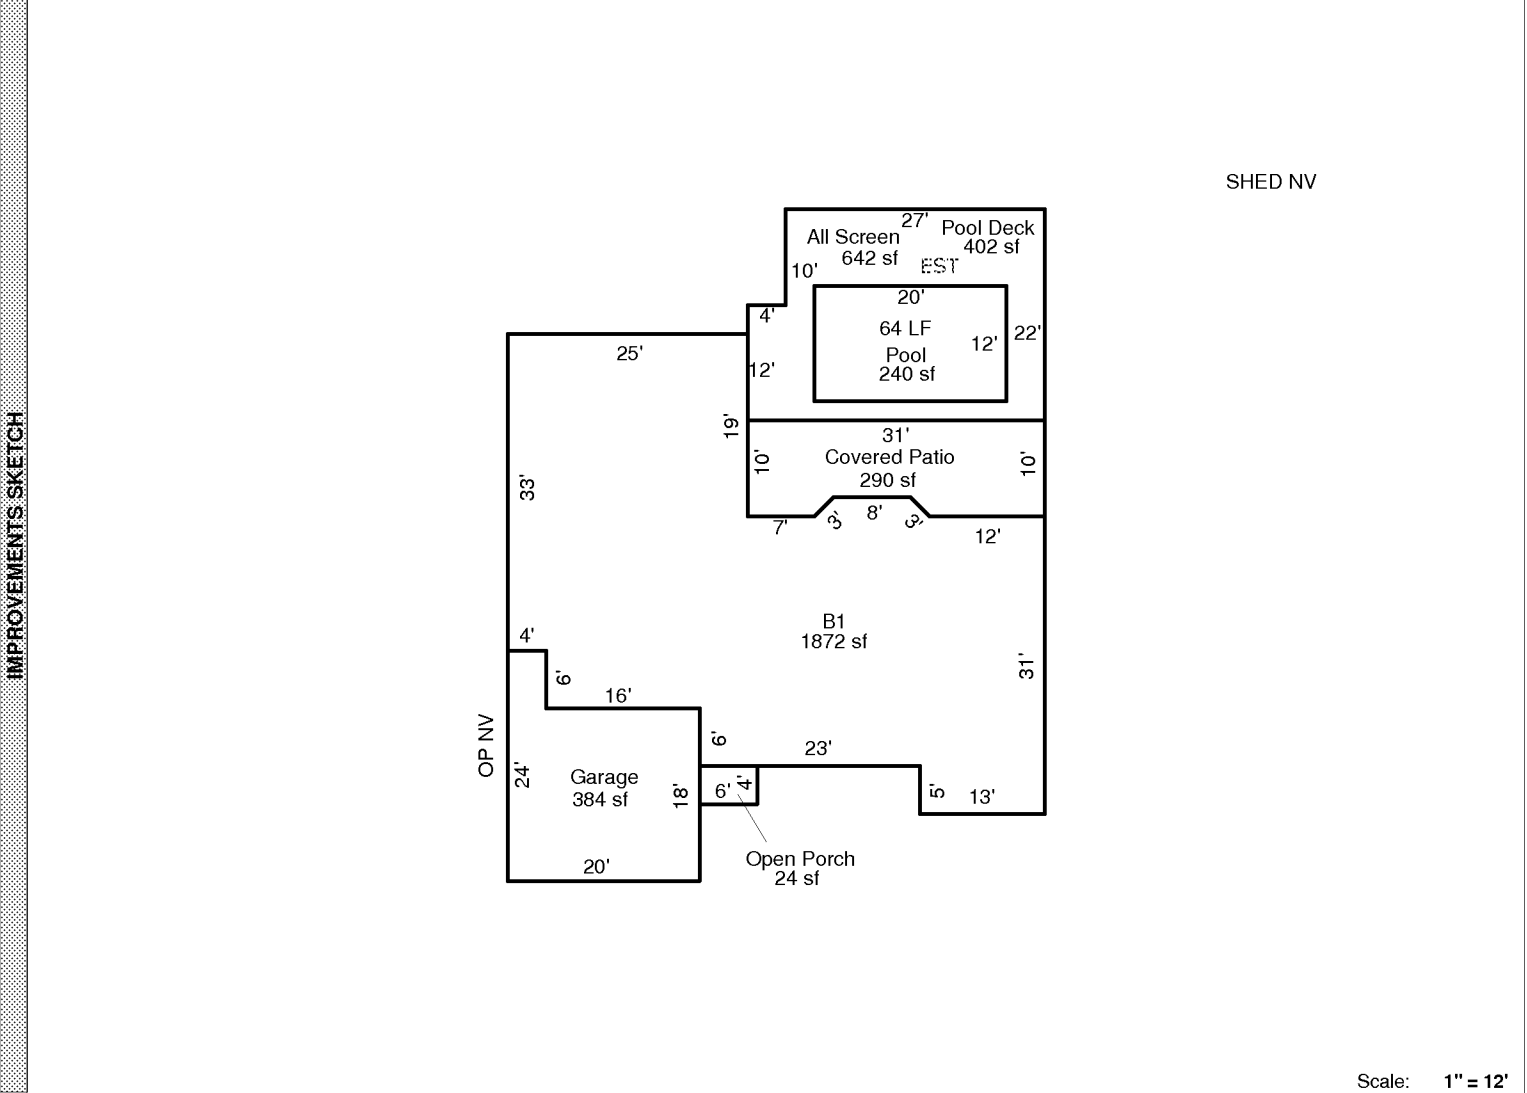 IMPROVEMENTS SKETCH
SHED NV
27'
All Screen
642 sf
Pool Deck
402 sf
EST
10'
4'
20'
64 LF
12'
22'
Pool
240 sf
25'
12'
19'
31'
10'
Covered Patio
290 sf
10'
33'
7'
3'
8'
3'
12'
B1
1872 sf
31'
4'
6'
16'
OP NV
6'
23'
24'
Garage
384 sf
18'
6'
4'
5'
13'
20'
Open Porch
24 sf
Scale: 1" = 12'